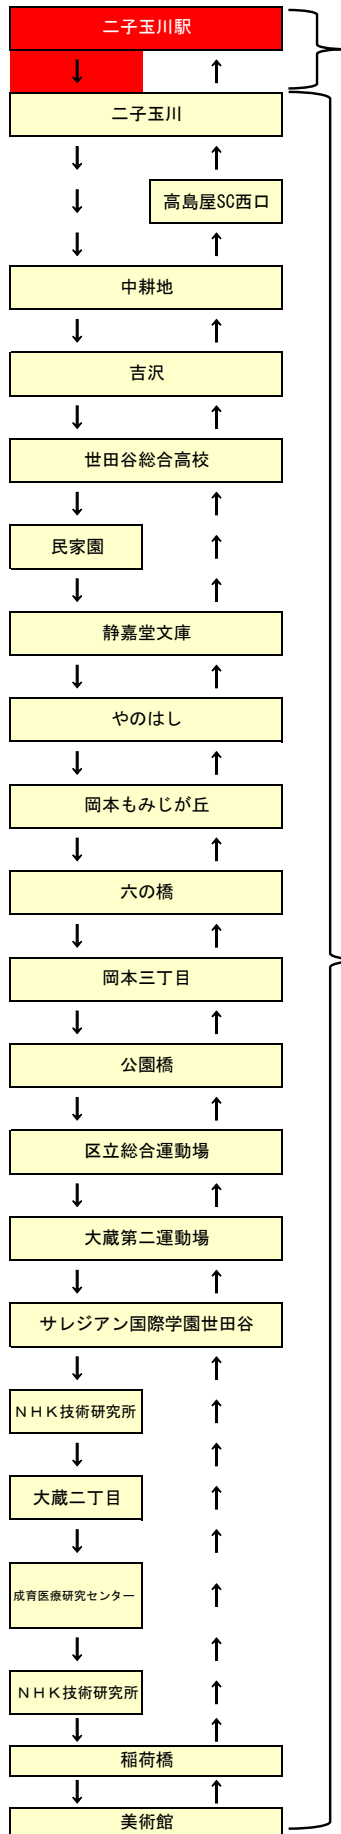 二子玉川駅
↓ ↑
二子玉川
↓ ↑
↓ 高島屋SC西口
↓ ↑
中耕地
↓ ↑
吉沢
↓ ↑
世田谷総合高校
↓ ↑
民家園 ↑
↓ ↑
静嘉堂文庫
↓ ↑
やのはし
↓ ↑
岡本もみじが丘
↓ ↑
六の橋
↓ ↑
岡本三丁目
↓ ↑
公園橋
↓ ↑
区立総合運動場
↓ ↑
大蔵第二運動場
↓ ↑
サレジアン国際学園世田谷
↓ ↑
ＮＨＫ技術研究所 ↑
↓ ↑
大蔵二丁目 ↑
↓ ↑
成育医療研究センター ↑
↓ ↑
ＮＨＫ技術研究所 ↑
↓ ↑
稲荷橋
↓ ↑
美術館